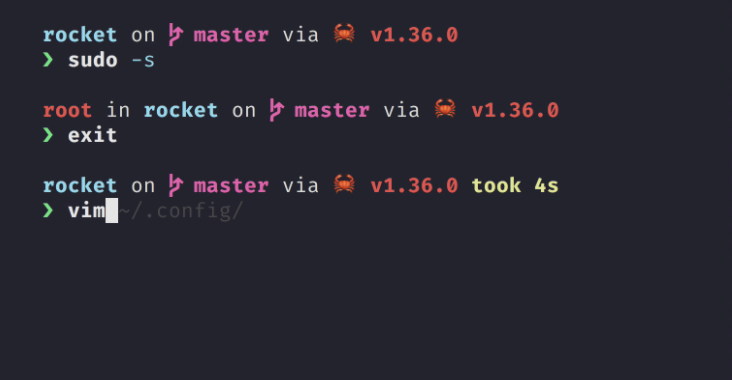 rocket on  master via 🦀 v1.36.0
❯ sudo -s
root in rocket on  master via 🦀 v1.36.0
❯ exit
rocket on  master via 🦀 v1.36.0 took 4s
❯ vim ~/.config/